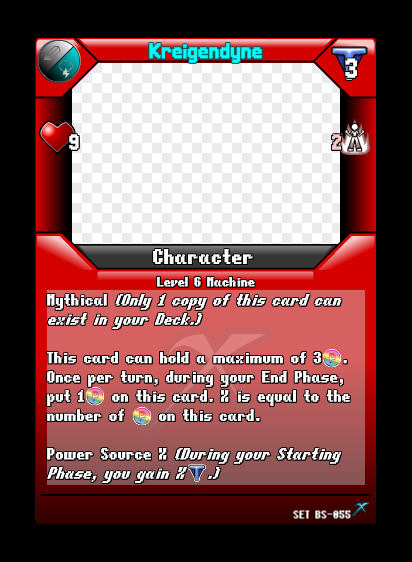 Kreigendyne
2
3
9
2
Character
Level 6 Machine
Mythical (Only 1 copy of this card can
exist in your Deck.)
This card can hold a maximum of 3 P.
Once per turn, during your End Phase,
put 1 P on this card. X is equal to the
number of P on this card.
Power Source X (During your Starting
Phase, you gain X .)
SET BS-055